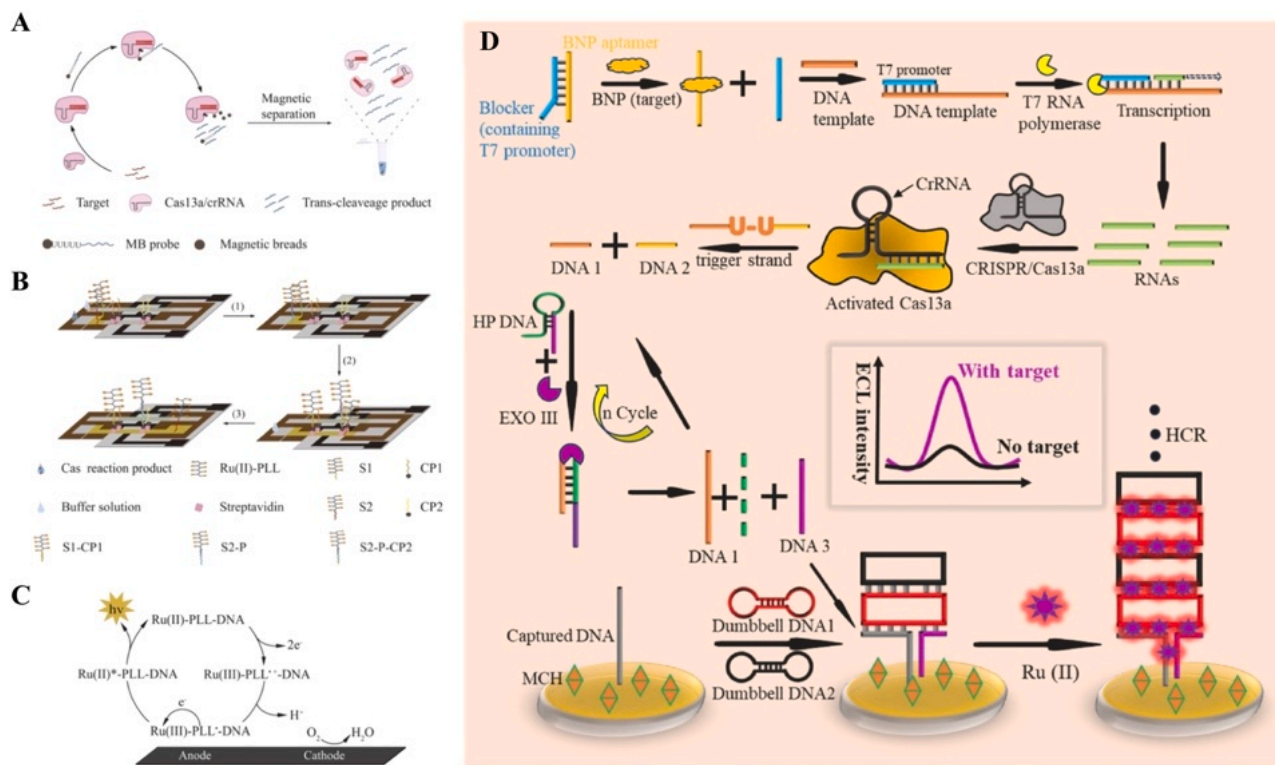 A
Magnetic
separation
Target
Cas13a/crRNA
Trans-cleaveage product
UUUUU
MB probe
Magnetic breads
B
(1)
(2)
(3)
Cas reaction product
Ru(II)-PLL
S1
CP1
Buffer solution
Streptavidin
S2
CP2
S1-CP1
S2-P
S2-P-CP2
C
hv
Ru(II)-PLL-DNA
2e-
Ru(II)*-PLL-DNA
Ru(III)-PLL+·-DNA
e-
H+
Ru(III)-PLL·-DNA
O2
H2O
Anode
Cathode
D
BNP aptamer
BNP (target)
Blocker
(containing
T7 promoter)
DNA
template
T7 promoter
DNA template
T7 RNA
polymerase
Transcription
CrRNA
U-U
DNA 1
DNA 2
trigger strand
Activated Cas13a
CRISPR/Cas13a
RNAs
HP DNA
EXO III
n Cycle
DNA 1
DNA 3
ECL intensity
With target
No target
HCR
Captured DNA
MCH
Dumbbell DNA1
Dumbbell DNA2
Ru (II)